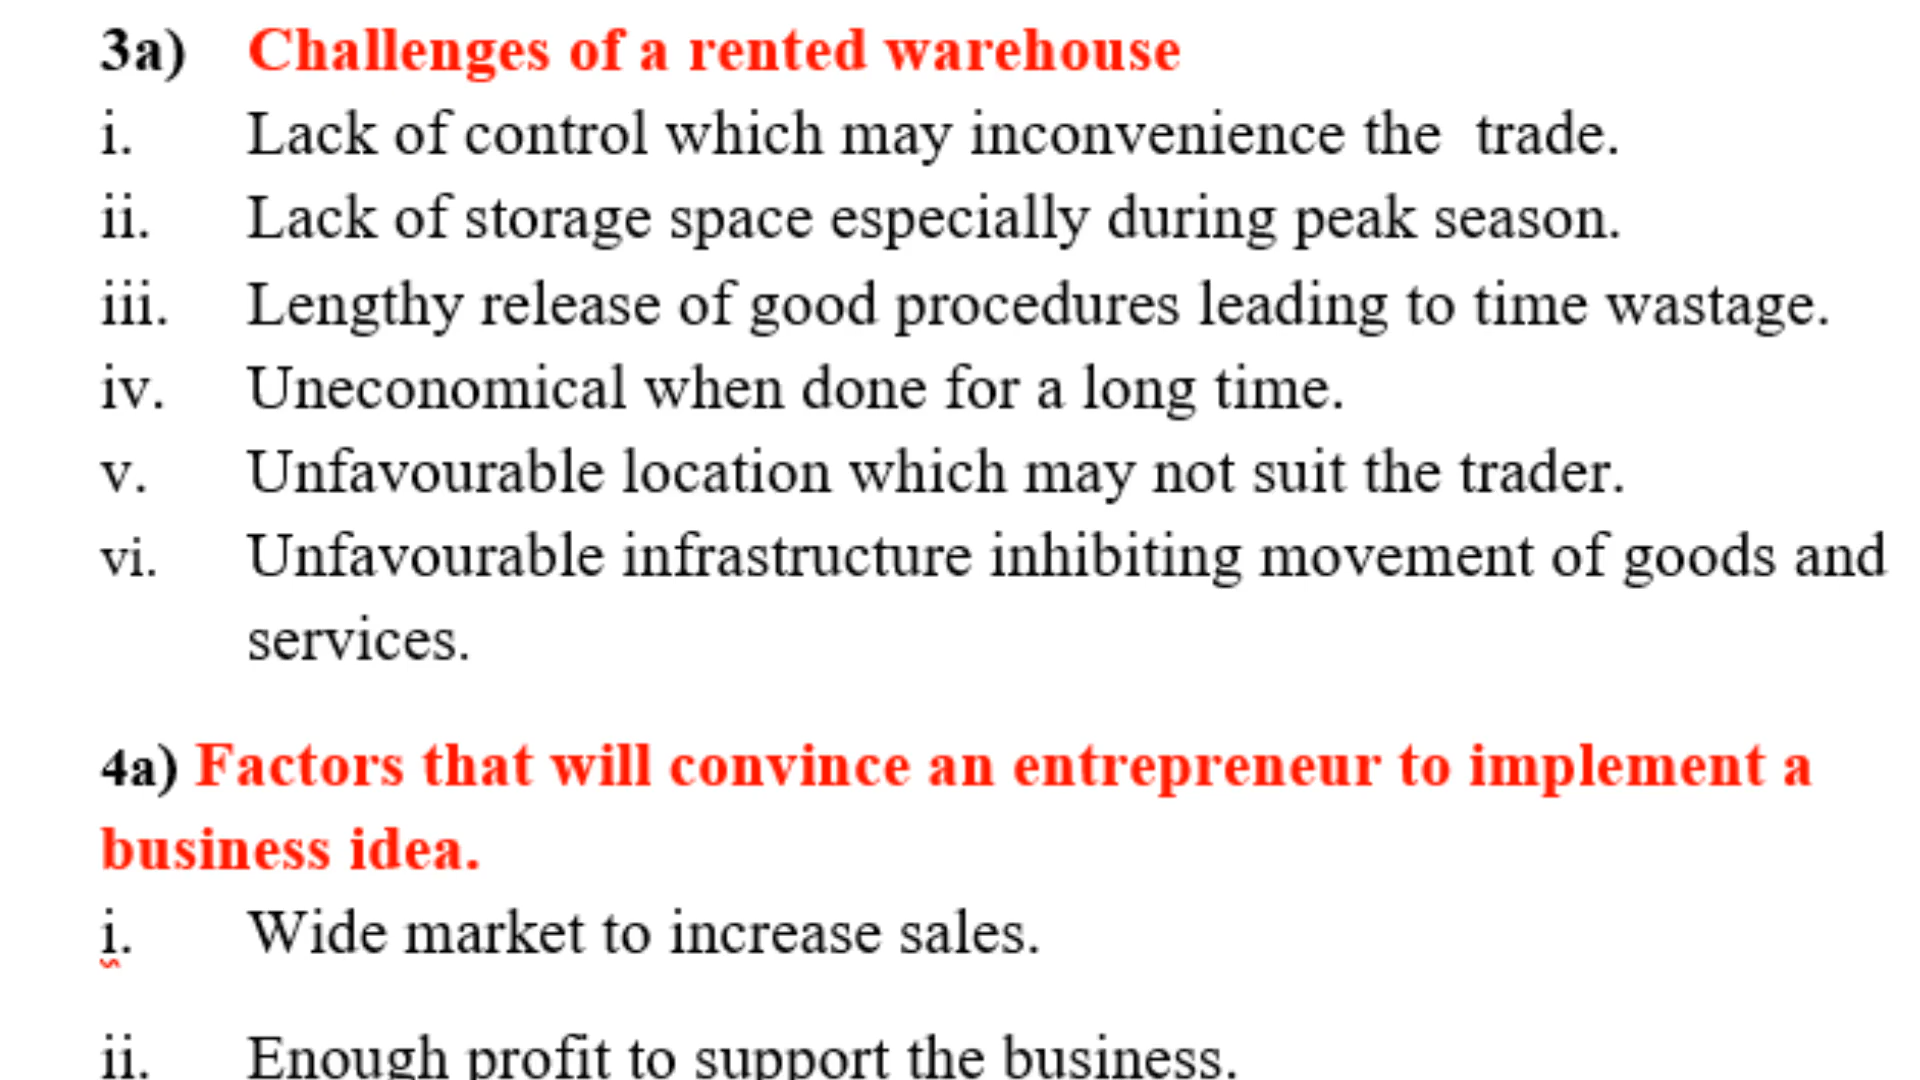 3a) Challenges of a rented warehouse
i. Lack of control which may inconvenience the trade.
ii. Lack of storage space especially during peak season.
iii. Lengthy release of good procedures leading to time wastage.
iv. Uneconomical when done for a long time.
v. Unfavourable location which may not suit the trader.
vi. Unfavourable infrastructure inhibiting movement of goods and
services.
4a) Factors that will convince an entrepreneur to implement a
business idea.
i. Wide market to increase sales.
ii. Enough profit to support the business.